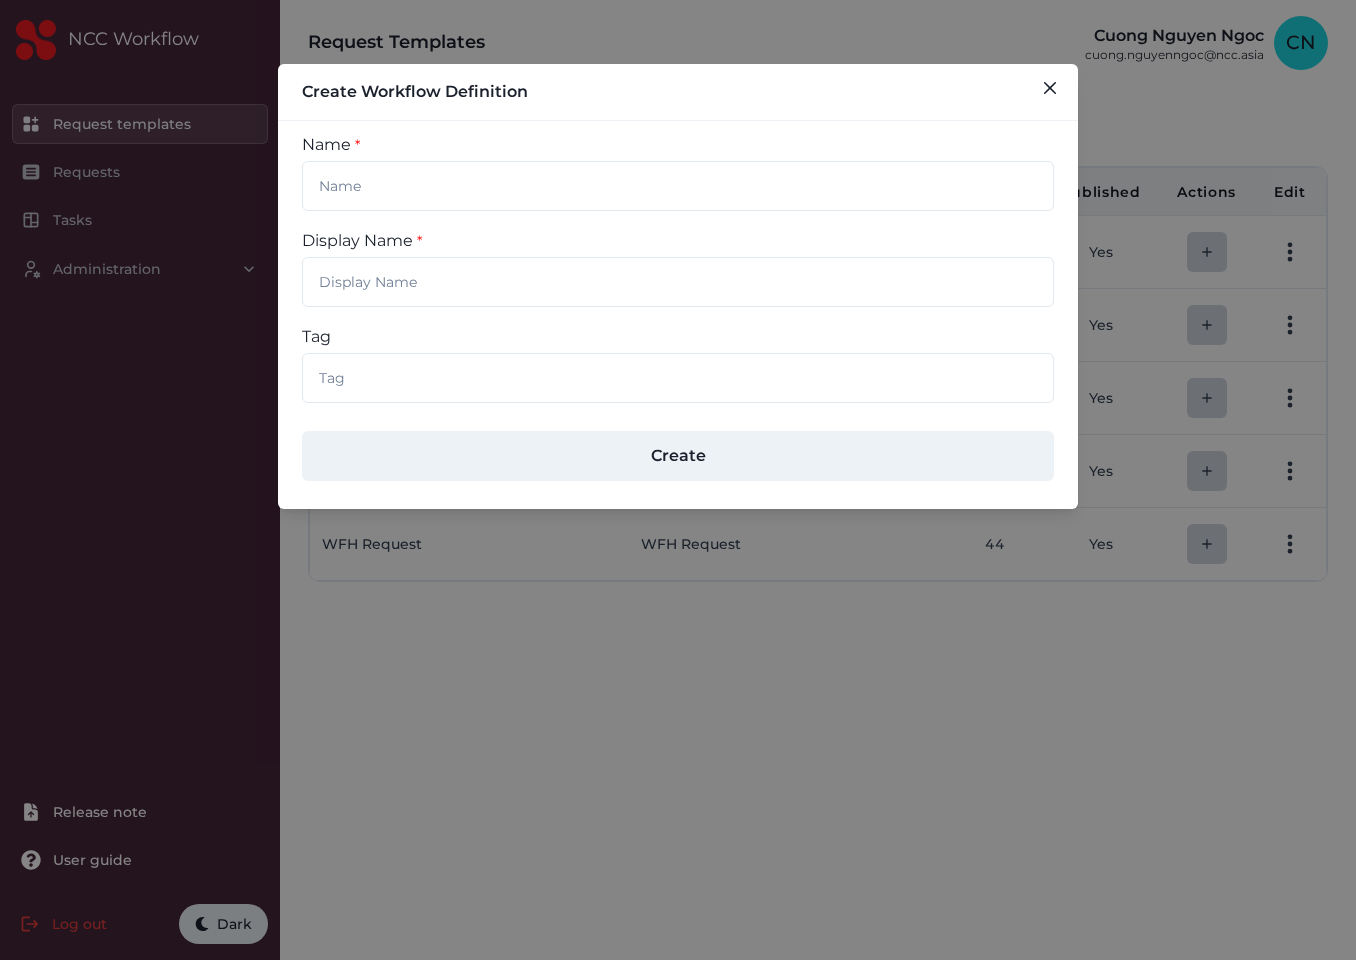 NCC Workflow
Request templates
Requests
Tasks
Administration
Release note
User guide
Log out
Dark
Request Templates
Cuong Nguyen Ngoc
cuong.nguyenngoc@ncc.asia
CN
Create Workflow Definition
Name *
Name
Display Name *
Display Name
Tag
Tag
Create
Actions Edit
Yes
Yes
Yes
Yes
WFH Request WFH Request 44 Yes